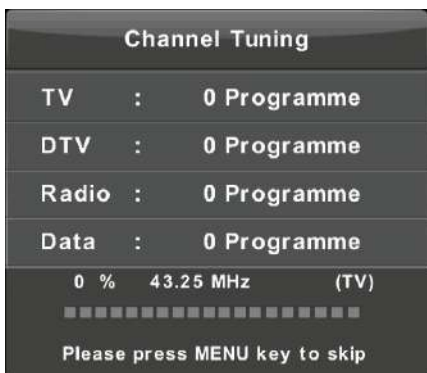 Channel Tuning
TV : 0 Programme
DTV : 0 Programme
Radio : 0 Programme
Data : 0 Programme
0 % 43.25 MHz (TV)
Please press MENU key to skip